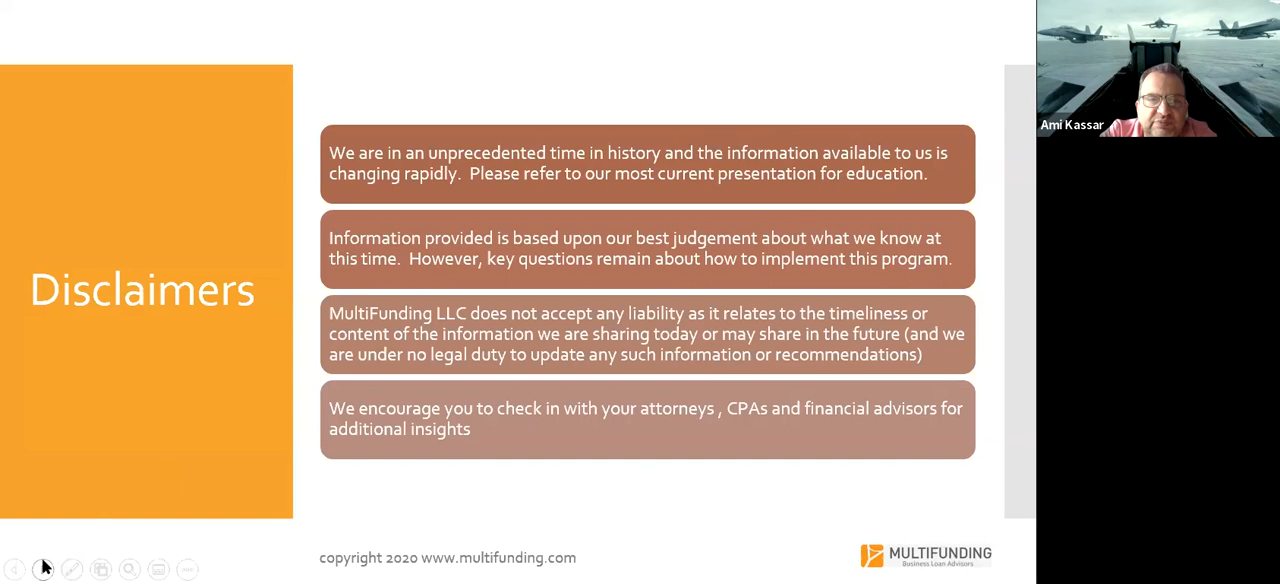 Disclaimers
We are in an unprecedented time in history and the information available to us is
changing rapidly.  Please refer to our most current presentation for education.
Information provided is based upon our best judgement about what we know at
this time.  However, key questions remain about how to implement this program.
MultiFunding LLC does not accept any liability as it relates to the timeliness or
content of the information we are sharing today or may share in the future (and we
are under no legal duty to update any such information or recommendations)
We encourage you to check in with your attorneys , CPAs and financial advisors for
additional insights
copyright 2020 www.multifunding.com
MULTIFUNDING
Business Loan Advisors
Ami Kassar